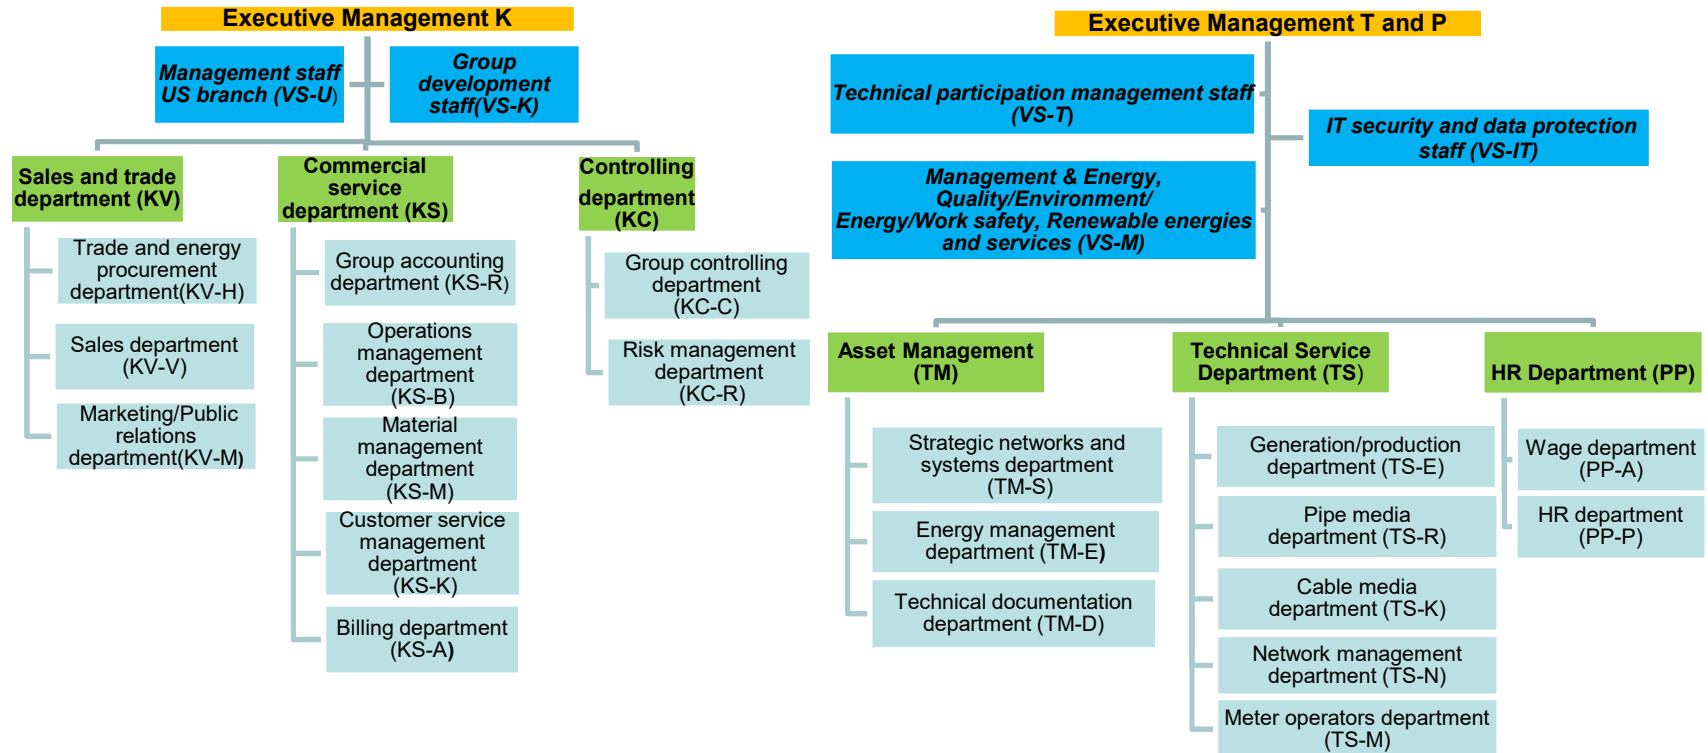 Executive Management K
Management staff
US branch (VS-U)
Group
development
staff(VS-K)
Sales and trade
department (KV)
Trade and energy
procurement
department(KV-H)
Sales department
(KV-V)
Marketing/Public
relations
department(KV-M)
Commercial
service
department (KS)
Group accounting
department (KS-R)
Operations
management
department
(KS-B)
Material
management
department
(KS-M)
Customer service
management
department
(KS-K)
Billing department
(KS-A)
Controlling
department
(KC)
Group controlling
department
(KC-C)
Risk management
department
(KC-R)
Executive Management T and P
Technical participation management staff
(VS-T)
IT security and data protection
staff (VS-IT)
Management & Energy,
Quality/Environment/
Energy/Work safety, Renewable energies
and services (VS-M)
Asset Management
(TM)
Strategic networks and
systems department
(TM-S)
Energy management
department (TM-E)
Technical documentation
department (TM-D)
Technical Service
Department (TS)
Generation/production
department (TS-E)
Pipe media
department (TS-R)
Cable media
department (TS-K)
Network management
department (TS-N)
Meter operators department
(TS-M)
HR Department (PP)
Wage department
(PP-A)
HR department
(PP-P)